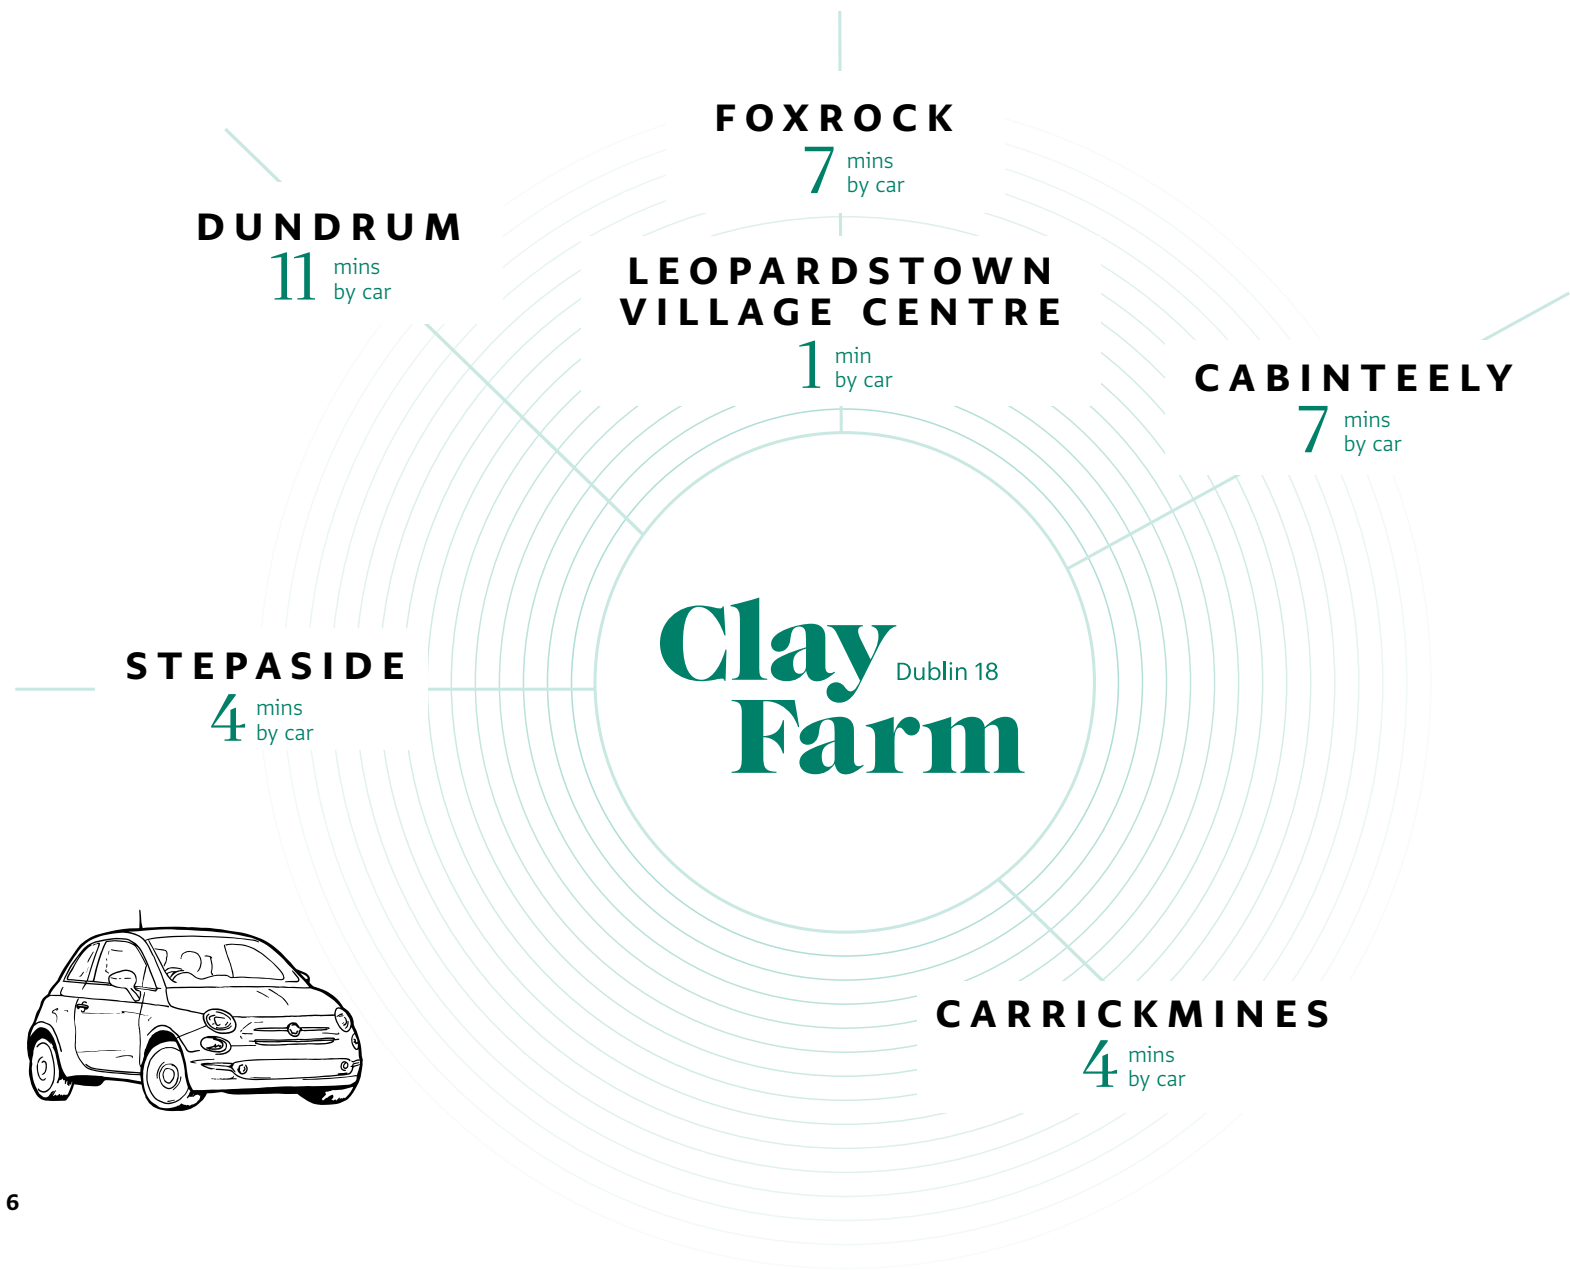 FOXROCK
7 mins
by car
DUNDRUM
11 mins
by car
LEOPARDSTOWN
VILLAGE CENTRE
1 min
by car
CABINTEELY
7 mins
by car
Clay
Dublin 18
Farm
STEPASIDE
4 mins
by car
CARRICKMINES
4 mins
by car
6